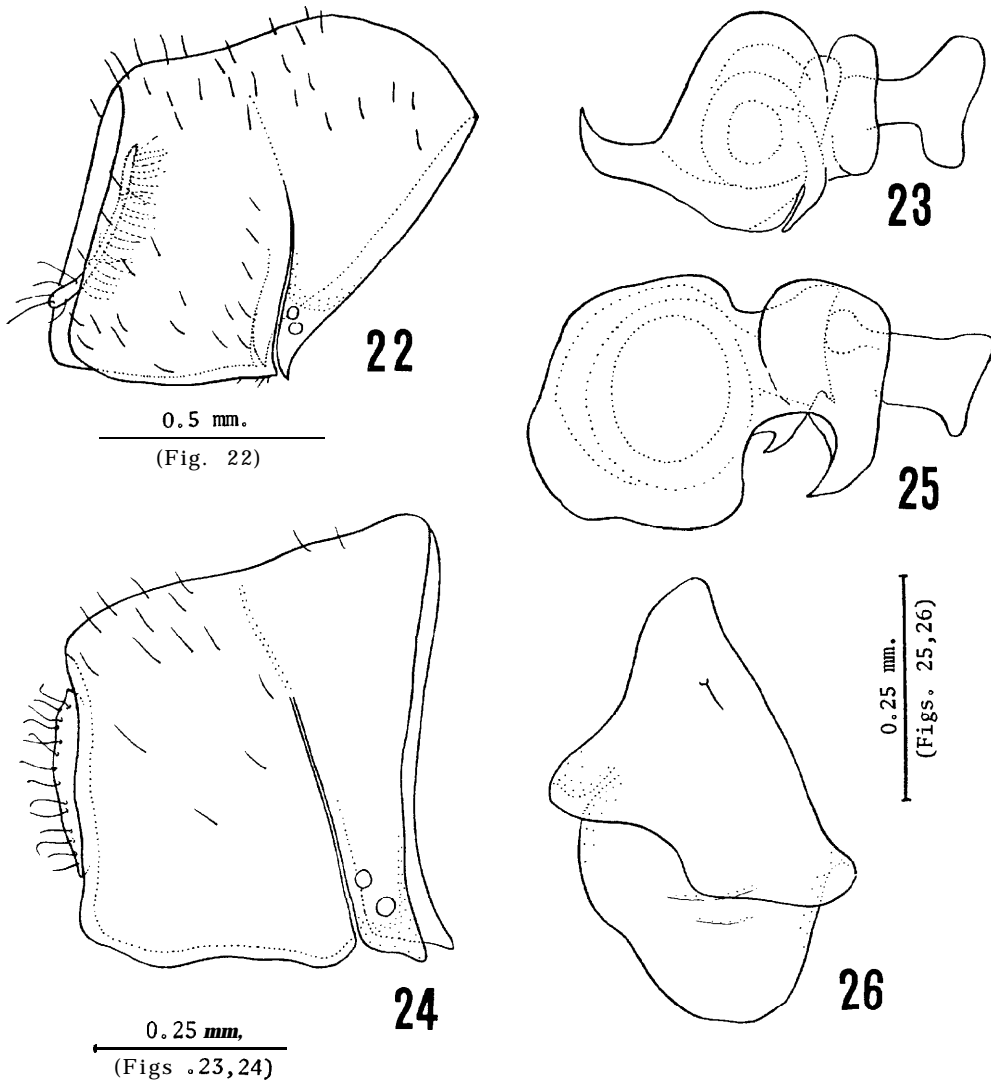 22
0.5 mm.
(Fig. 22)
23
25
24
0.25 mm,
(Figs .23,24)
0.25 mm.
(Figs. 25,26)
26